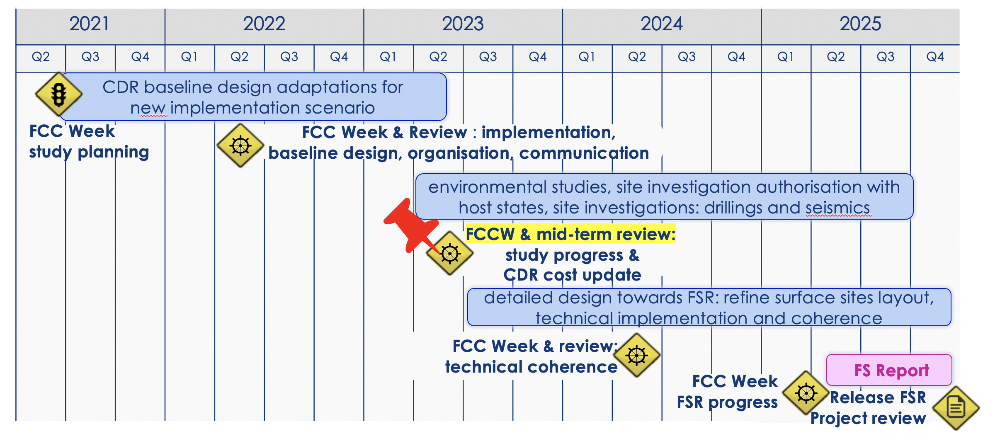 2021 2022 2023 2024 2025
Q2 Q3 Q4 Q1 Q2 Q3 Q4 Q1 Q2 Q3 Q4 Q1 Q2 Q3 Q4 Q1 Q2 Q3 Q4
CDR baseline design adaptations for
new implementation scenario
FCC Week
study planning
FCC Week & Review : implementation,
baseline design, organisation, communication
environmental studies, site investigation authorisation with
host states, site investigations: drillings and seismics
FCCW & mid-term review:
study progress &
CDR cost update
detailed design towards FSR: refine surface sites layout,
technical implementation and coherence
FCC Week & review:
technical coherence
FS Report
FCC Week
FSR progress
Release FSR
Project review